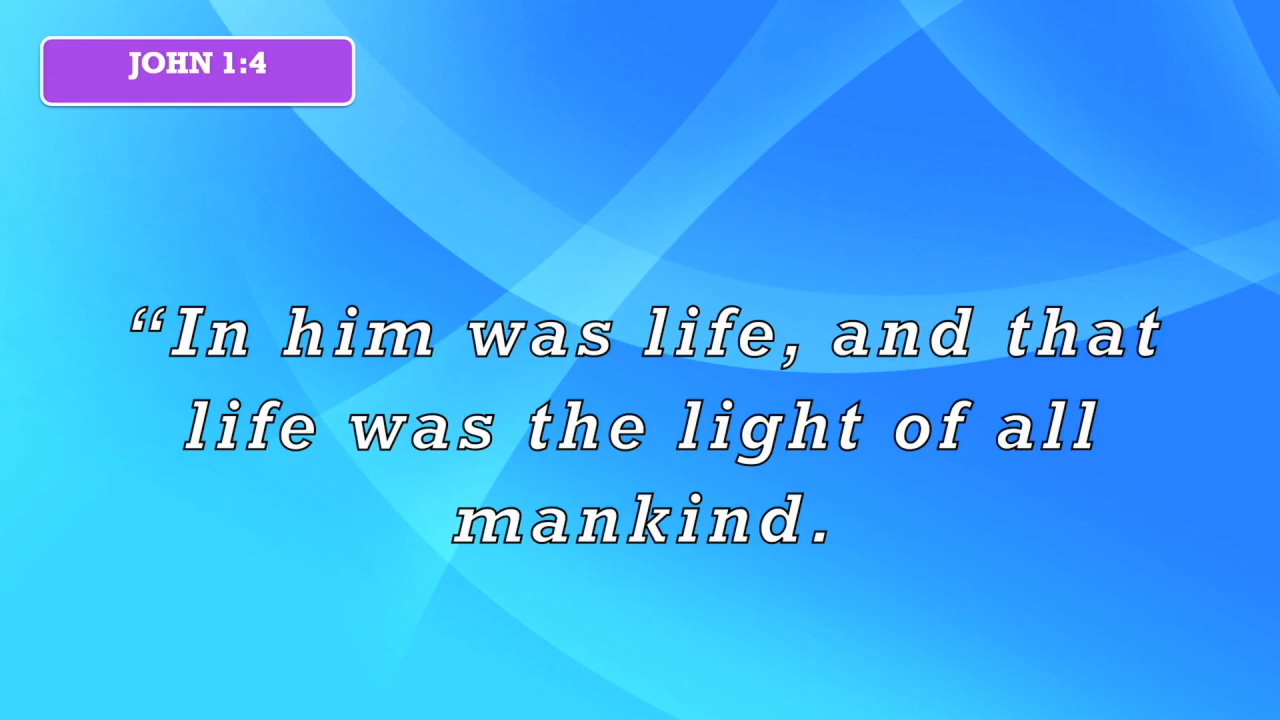 JOHN 1:4
“In him was life, and that
life was the light of all
mankind.